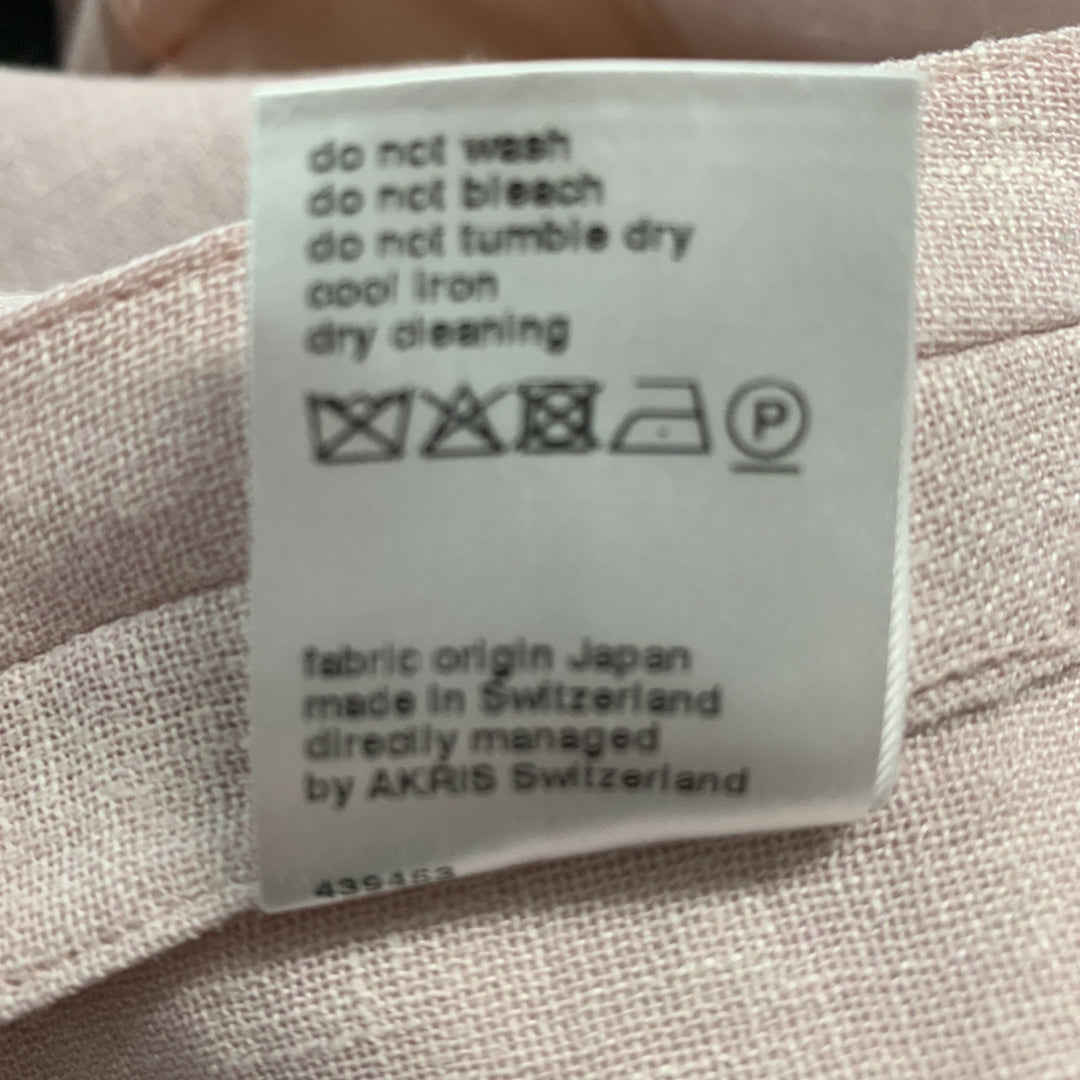 do not wash
do not bleach
do not tumble dry
cool iron
dry cleaning
P
fabric origin Japan
made in Switzerland
directly managed
by AKRIS Switzerland
439453